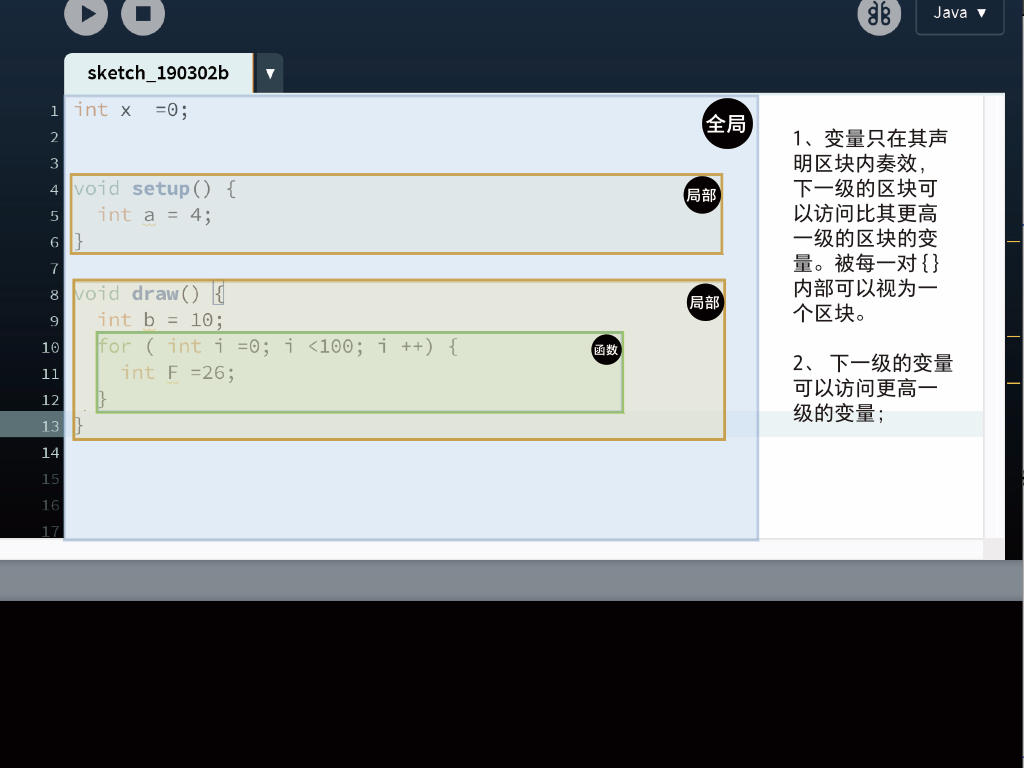 Java ▼
sketch_190302b ▼
1 int x =0;
全局
2
3
4 void setup() {
局部
5 int a = 4;
6 }
7
8 void draw() {
局部
9 int b = 10;
10 for ( int i =0; i <100; i ++) {
函数
11 int F =26;
12 }
13 }
14
15
16
17
1、变量只在其声
明区块内奏效,
下一级的区块可
以访问比其更高
一级的区块的变
量。被每一对{}
内部可以视为一
个区块。
2、 下一级的变量
可以访问更高一
级的变量;